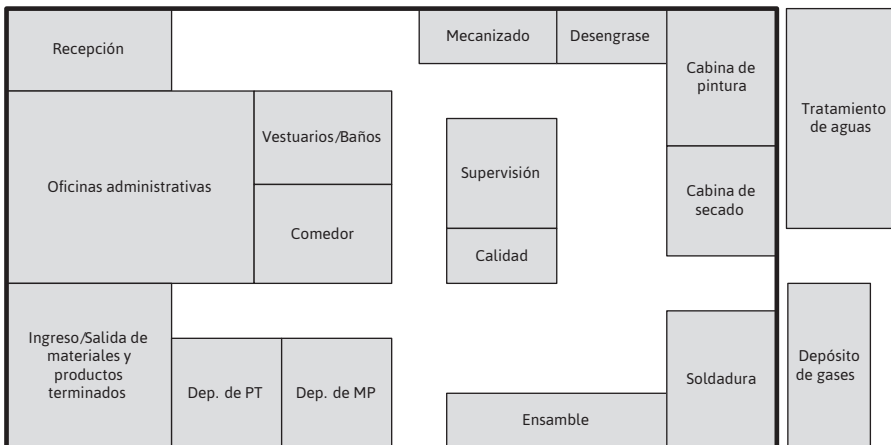 Recepción
Mecanizado
Desengrase
Cabina de
pintura
Tratamiento
de aguas
Vestuarios/Baños
Oficinas administrativas
Supervisión
Cabina de
secado
Comedor
Calidad
Ingreso/Salida de
materiales y
productos
terminados
Dep. de PT
Dep. de MP
Ensamble
Soldadura
Depósito
de gases